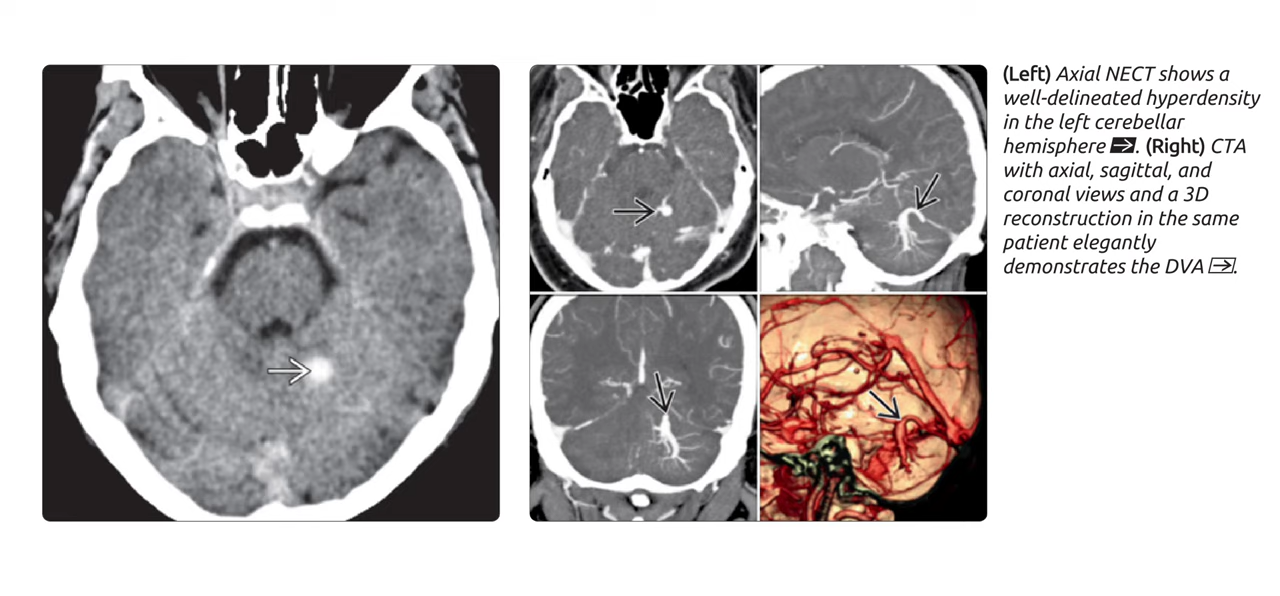 (Left) Axial NECT shows a
well-delineated hyperdensity
in the left cerebellar
hemisphere ➡. (Right) CTA
with axial, sagittal, and
coronal views and a 3D
reconstruction in the same
patient elegantly
demonstrates the DVA ➡.